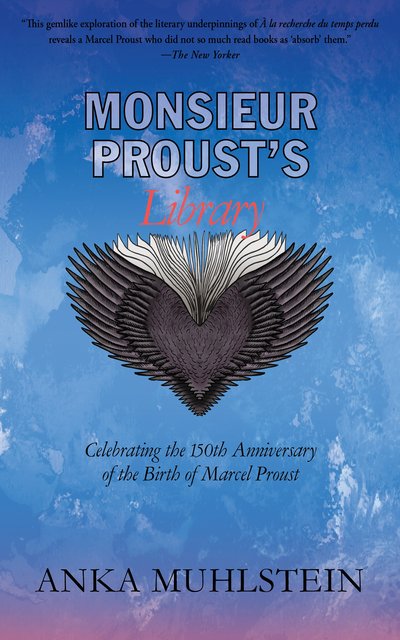 “This gemlike exploration of the literary underpinnings of À la recherche du temps perdu
reveals a Marcel Proust who did not so much read books as ‘absorb’ them.”
—The New Yorker
MONSIEUR
PROUST’S
Library
Celebrating the 150th Anniversary
of the Birth of Marcel Proust
ANKA MUHLSTEIN